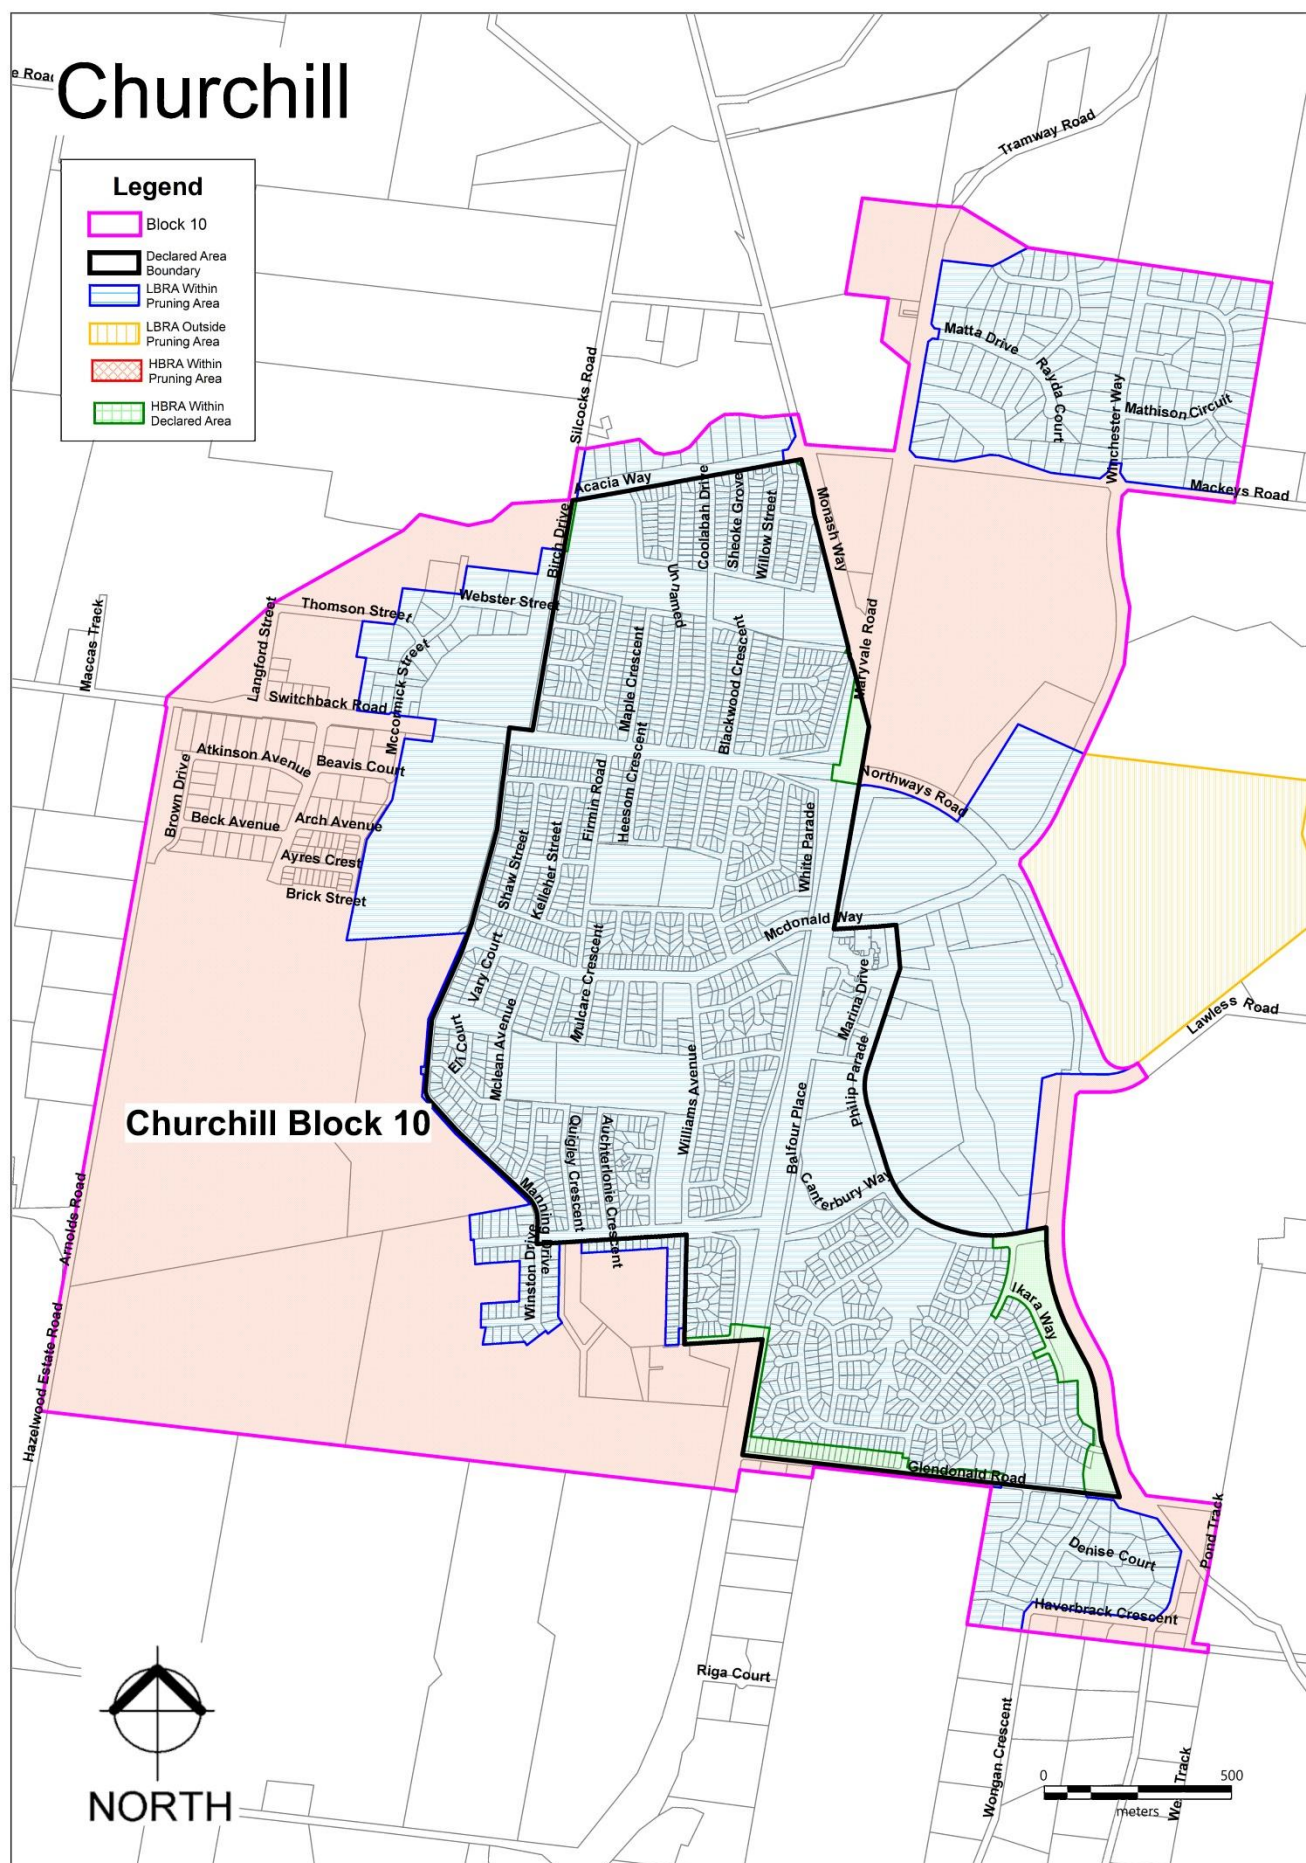 e Road
Churchill
Legend
Block 10
Declared Area
Boundary
LBRA Within
Pruning Area
LBRA Outside
Pruning Area
HBRA Within
Pruning Area
HBRA Within
Declared Area
Tramway Road
Matta Drive
Rayda Court
Winchester Way
Mathison Circuit
Mackeys Road
Silcocks Road
Acacia Way
Birch Drive
Coolabah Drive
Sheoke Grove
Willow Street
Monash Way
Un-named
Webster Street
Thomson Street
Langford Street
Maccas Track
Mccormick Street
Switchback Road
Maple Crescent
Blackwood Crescent
Maryvale Road
Atkinson Avenue
Beavis Court
Brown Drive
Beck Avenue
Arch Avenue
Ayres Crest
Brick Street
Firmin Road
Heesom Crescent
Northways Road
Shaw Street
Kelleher Street
White Parade
Mcdonald Way
Vary Court
Mulcare Crescent
Marina Drive
Lawless Road
Eli Court
Mclean Avenue
Williams Avenue
Philip Parade
Balfour Place
Churchill Block 10
Quigley Crescent
Auchterlonie Crescent
Canterbury Way
Manning Drive
Winston Drive
Arnolds Road
Ikara Way
Hazelwood Estate Road
Glendonald Road
Denise Court
Pond Track
Haverbrack Crescent
Riga Court
Wongan Crescent
Track
NORTH
0
500
meters